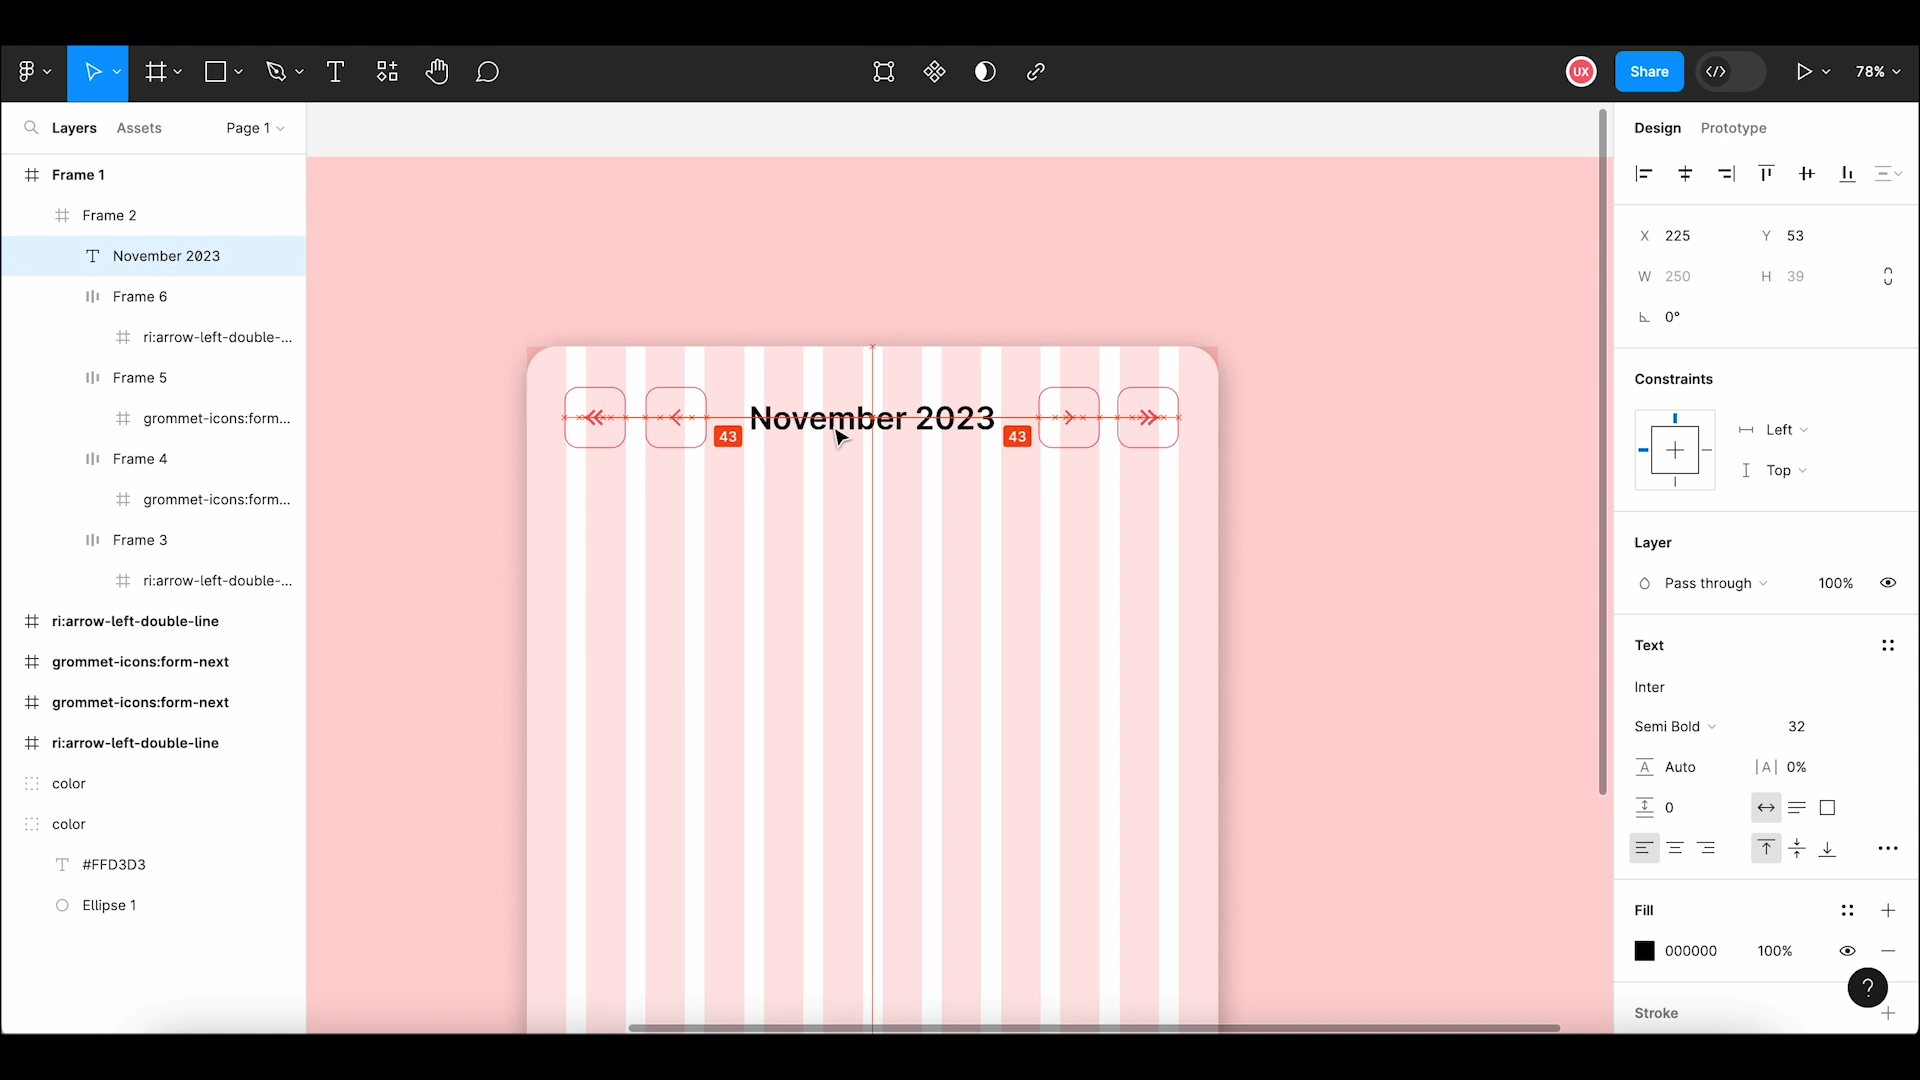 UX
Share
78%
Layers
Assets
Page 1
Design
Prototype
Frame 1
Frame 2
November 2023
Frame 6
ri:arrow-left-double-...
Frame 5
grommet-icons:form...
Frame 4
grommet-icons:form...
Frame 3
ri:arrow-left-double-...
ri:arrow-left-double-line
grommet-icons:form-next
grommet-icons:form-next
ri:arrow-left-double-line
color
color
#FFD3D3
Ellipse 1
November 2023
43
43
X 225
Y 53
W 250
H 39
0°
Constraints
Left
Top
Layer
Pass through
100%
Text
Inter
Semi Bold
32
A Auto
|A| 0%
0
Fill
000000
100%
?
Stroke